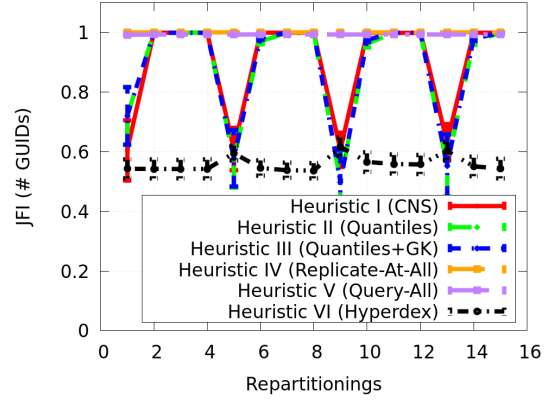 1
0.8
0.6
0.4
0.2
0
JFI (# GUIDs)
Heuristic I (CNS)
Heuristic II (Quantiles)
Heuristic III (Quantiles+GK)
Heuristic IV (Replicate-At-All)
Heuristic V (Query-All)
Heuristic VI (Hyperdex)
0 2 4 6 8 10 12 14 16
Repartitionings